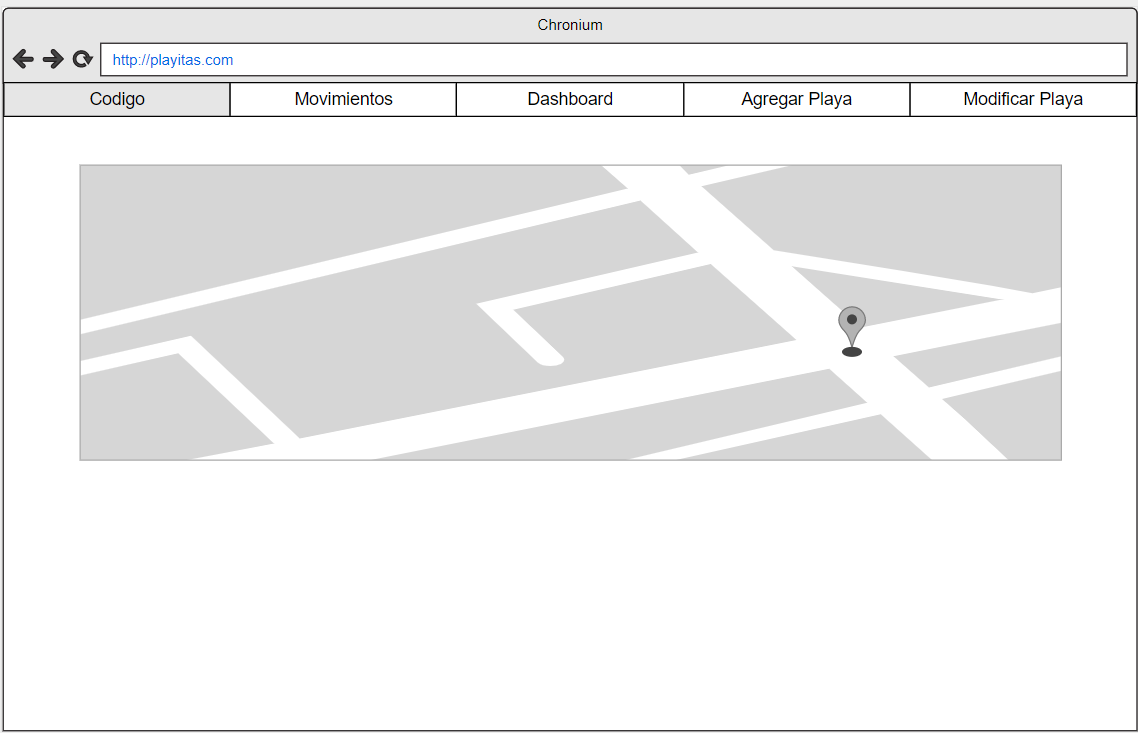 Chronium
http://playitas.com
Codigo Movimientos Dashboard Agregar Playa Modificar Playa